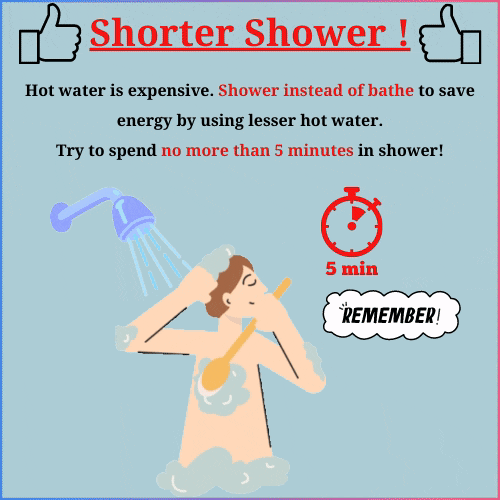 Shorter Shower !
Hot water is expensive. Shower instead of bathe to save
energy by using lesser hot water.
Try to spend no more than 5 minutes in shower!
5 min
REMEMBER!